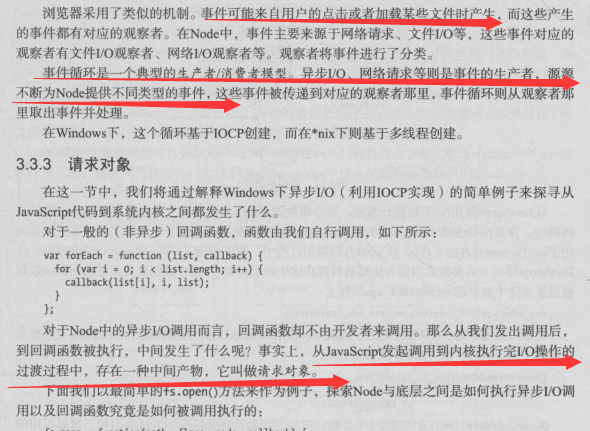 浏览器采用了类似的机制。事件可能来自用户的点击或者加载某些文件时产生，而这些产生
的事件都有对应的观察者。在Node中，事件主要来源于网络请求、文件I/O等，这些事件对应的
观察者有文件I/O观察者、网络I/O观察者等。观察者将事件进行了分类。
事件循环是一个典型的生产者/消费者模型。异步I/O、网络请求等则是事件的生产者，源源
不断为Node提供不同类型的事件，这些事件被传递到对应的观察者那里，事件循环则从观察者那
里取出事件并处理。
在Windows下，这个循环基于IOCP创建，而在*nix下则基于多线程创建。
3.3.3 请求对象
在这一节中，我们将通过解释Windows下异步I/O（利用IOCP实现）的简单例子来探寻从
JavaScript代码到系统内核之间都发生了什么。
对于一般的（非异步）回调函数，函数由我们自行调用，如下所示：
var forEach = function (list, callback) {
for (var i = 0; i < list.length; i++) {
callback(list[i], i, list);
}
};
对于Node中的异步I/O调用而言，回调函数却不由开发者来调用。那么从我们发出调用后，
到回调函数被执行，中间发生了什么呢？事实上，从JavaScript发起调用到内核执行完I/O操作的
过渡过程中，存在一种中间产物，它叫做请求对象。
下面我们以最简单的fs.open()方法来作为例子，探索Node与底层之间是如何执行异步I/O调
用以及回调函数究竟是如何被调用执行的：